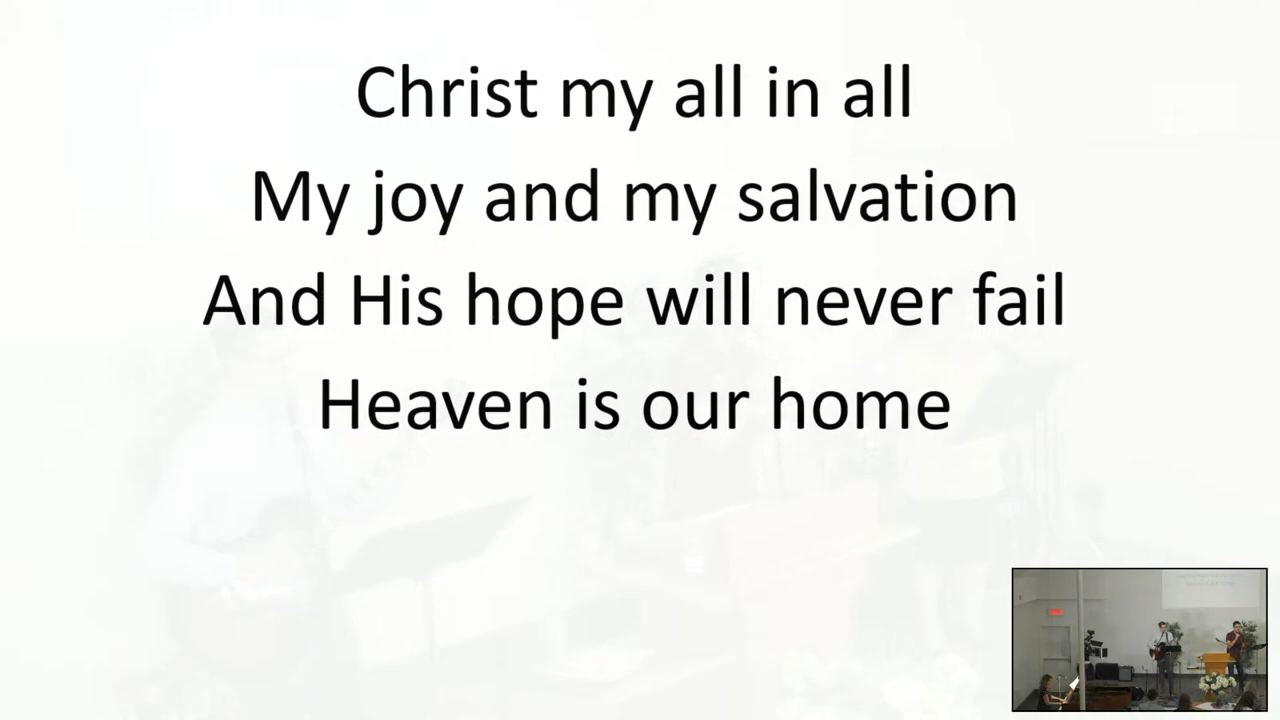 Christ my all in all
My joy and my salvation
And His hope will never fail
Heaven is our home